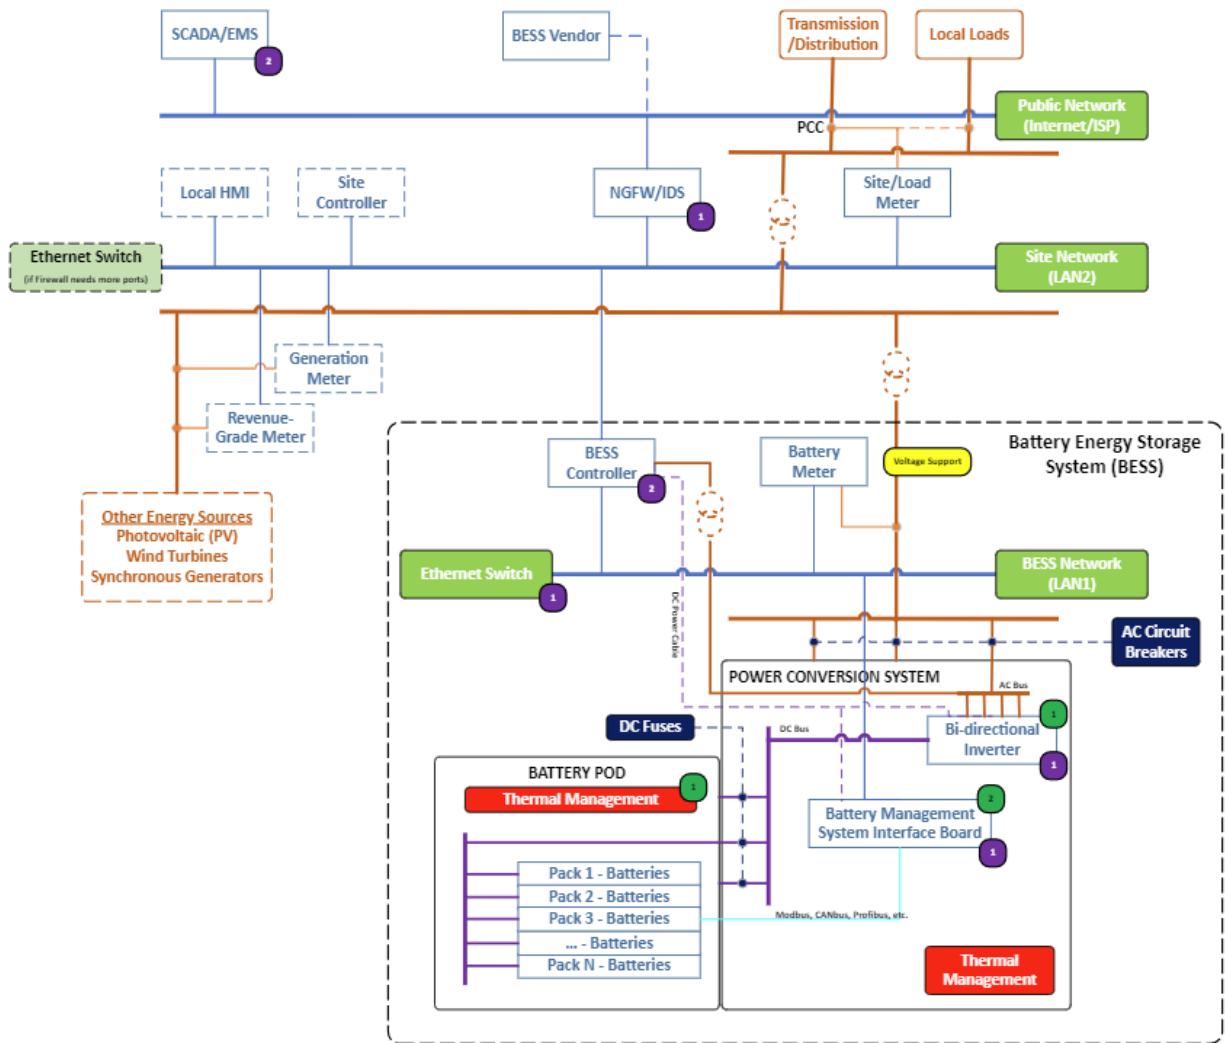 SCADA/EMS
2
BESS Vendor
Transmission
/Distribution
Local Loads
Public Network
(Internet/ISP)
PCC
Local HMI
Site
Controller
NGFW/IDS
1
Site/Load
Meter
Ethernet Switch
(if Firewall needs more ports)
Site Network
(LAN2)
Generation
Meter
Revenue-
Grade Meter
Other Energy Sources
Photovoltaic (PV)
Wind Turbines
Synchronous Generators
Battery Energy Storage
System (BESS)
BESS
Controller
2
Battery
Meter
Voltage Support
Ethernet Switch
1
BESS Network
(LAN1)
DC Power Cable
AC Circuit
Breakers
POWER CONVERSION SYSTEM
AC Bus
DC Fuses
DC Bus
Bi-directional
Inverter
1
1
BATTERY POD
Thermal Management
1
Battery Management
System Interface Board
2
1
Pack 1 - Batteries
Pack 2 - Batteries
Pack 3 - Batteries
... - Batteries
Pack N - Batteries
Modbus, CANbus, Profibus, etc.
Thermal
Management